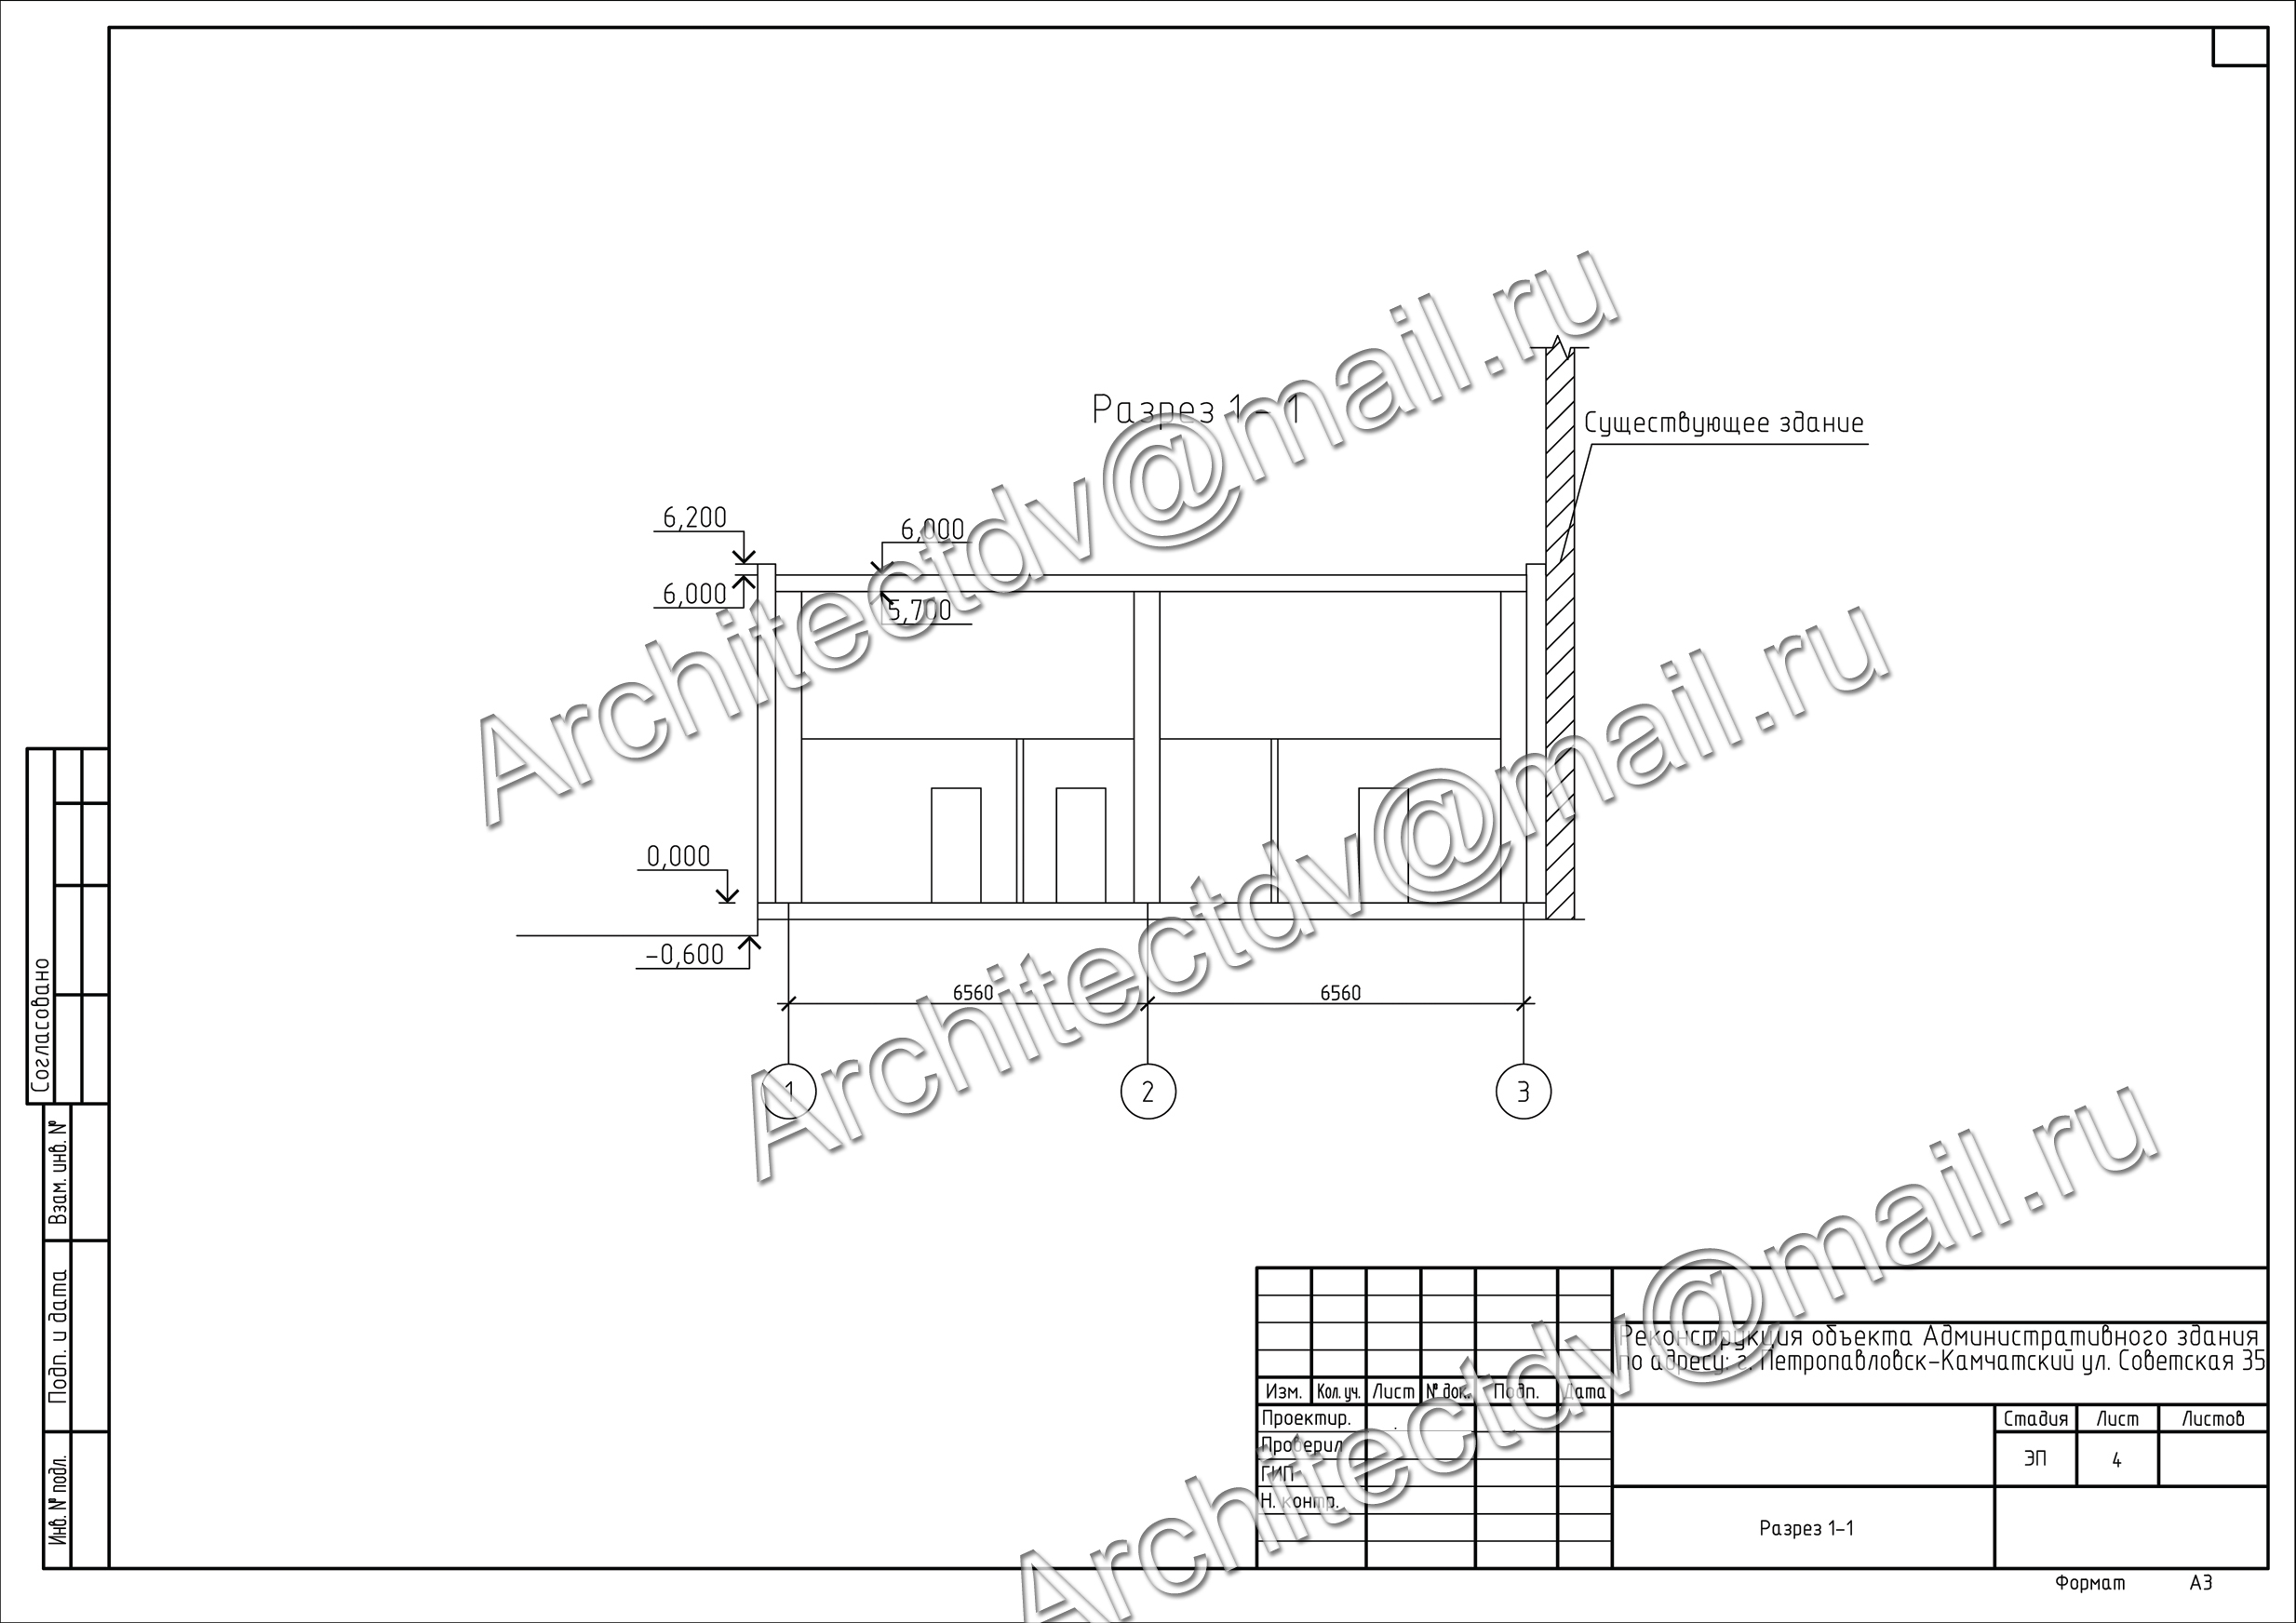 Разрез 1-1
Существующее здание
6,200
6,000
6,000
5,700
0,000
-0,600
6560
6560
1
2
3
Architectdv@mail.ru
Architectdv@mail.ru
Architectdv@mail.ru
Согласовано
Взам. инв. №
Подп. и дата
Инв. № подл.
Реконструкция объекта Административного здания
по адресу: г. Петропавловск-Камчатский ул. Советская 35
Изм. Кол. уч. Лист № док. Подп. Дата
Проектир.
Проверил
ГИП
Н. контр.
Стадия Лист Листов
ЭП 4
Разрез 1-1
Формат А3